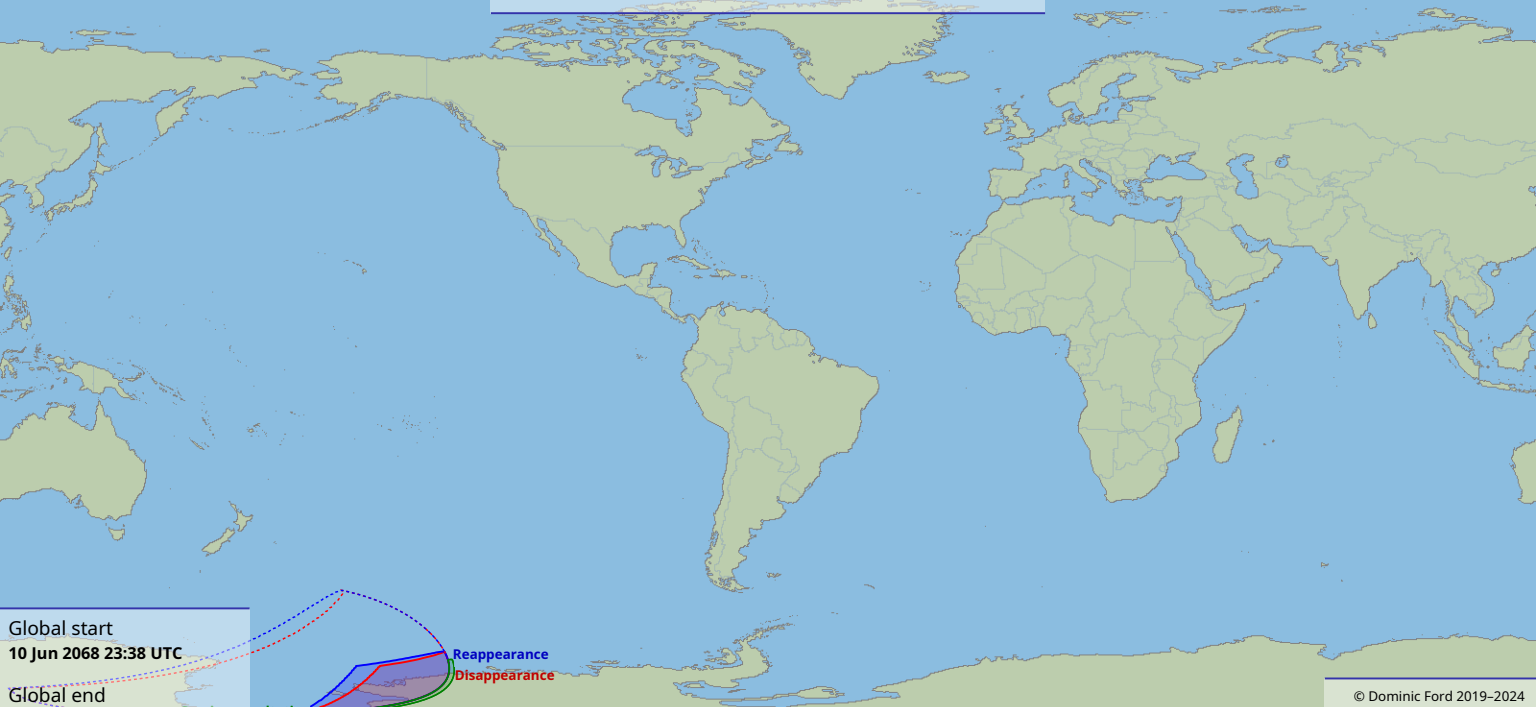 Reappearance
Disappearance
Global start
10 Jun 2068 23:38 UTC
Global end
© Dominic Ford 2019–2024